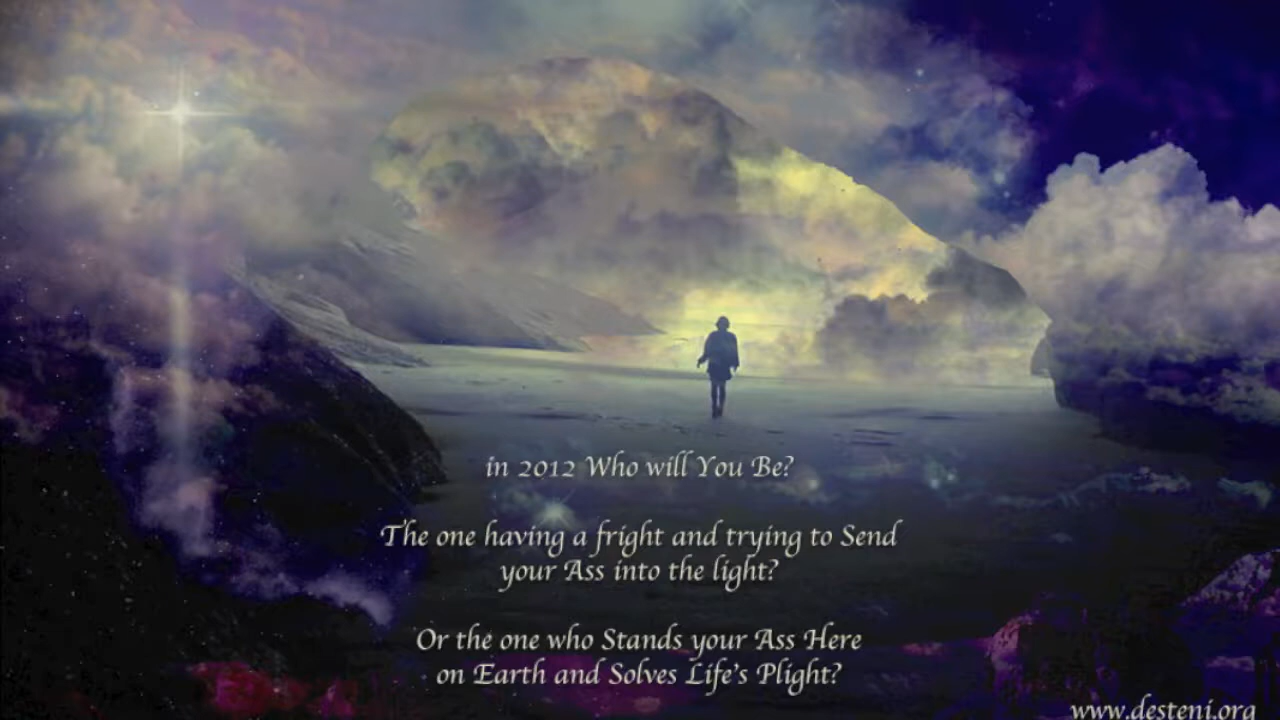 in 2012 Who will You Be?
The one having a fright and trying to Send
your Ass into the light?
Or the one who Stands your Ass Here
on Earth and Solves Life's Plight?
www.desteni.org